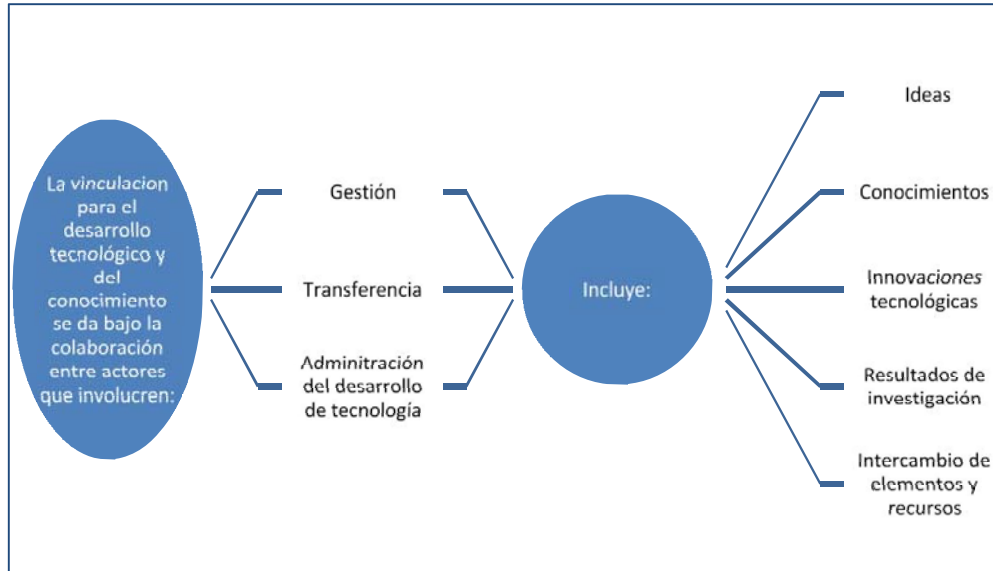 La vinculacion
para el
desarrollo
tecnológico y
del
conocimiento
se da bajo la
colaboración
entre actores
que involucren:
Gestión
Transferencia
Adminitración
del desarrollo
de tecnología
Incluye:
Ideas
Conocimientos
Innovaciones
tecnológicas
Resultados de
investigación
Intercambio de
elementos y
recursos